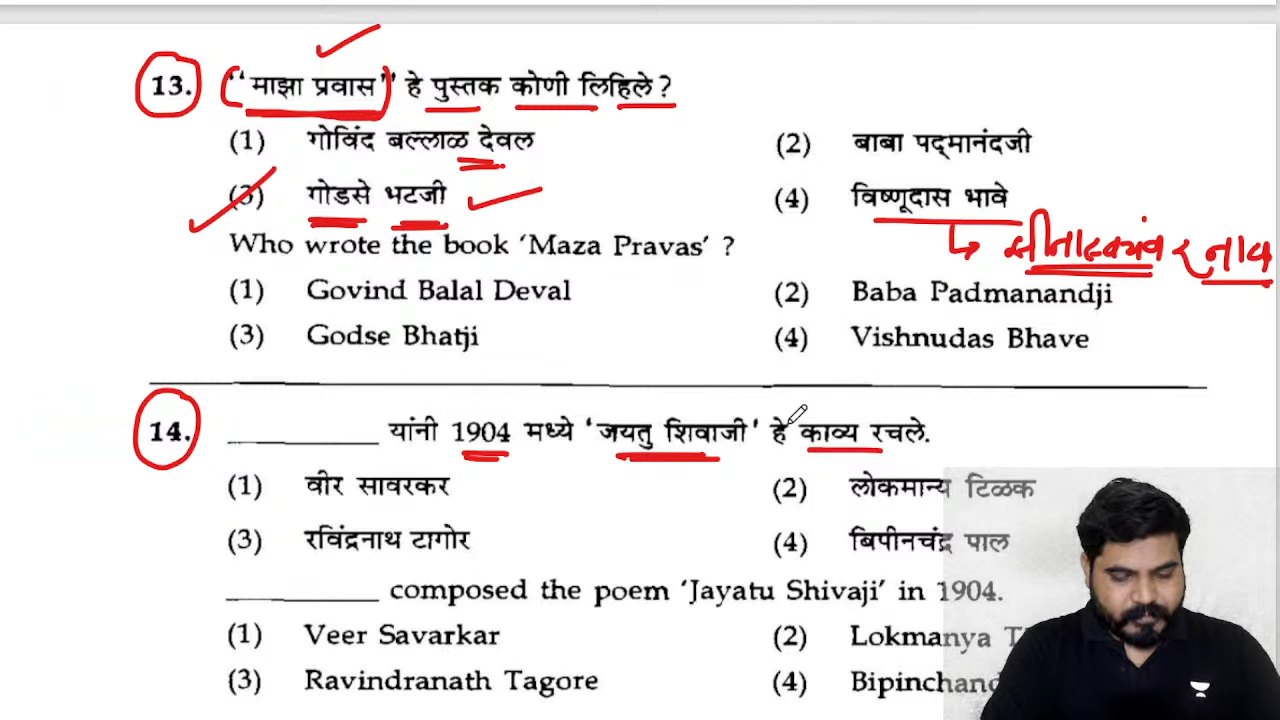 13. "माझा प्रवास" हे पुस्तक कोणी लिहिले ?
(1) गोविंद बल्लाळ देवल (2) बाबा पद्मानंदजी
(3) गोडसे भटजी (4) विष्णूदास भावे
Who wrote the book 'Maza Pravas' ?
(1) Govind Balal Deval (2) Baba Padmanandji
(3) Godse Bhatji (4) Vishnudas Bhave
14. ________ यांनी 1904 मध्ये 'जयतु शिवाजी' हे काव्य रचले.
(1) वीर सावरकर (2) लोकमान्य टिळक
(3) रविंद्रनाथ टागोर (4) बिपीनचंद्र पाल
________ composed the poem 'Jayatu Shivaji' in 1904.
(1) Veer Savarkar (2) Lokmanya
(3) Ravindranath Tagore (4) Bipinchand